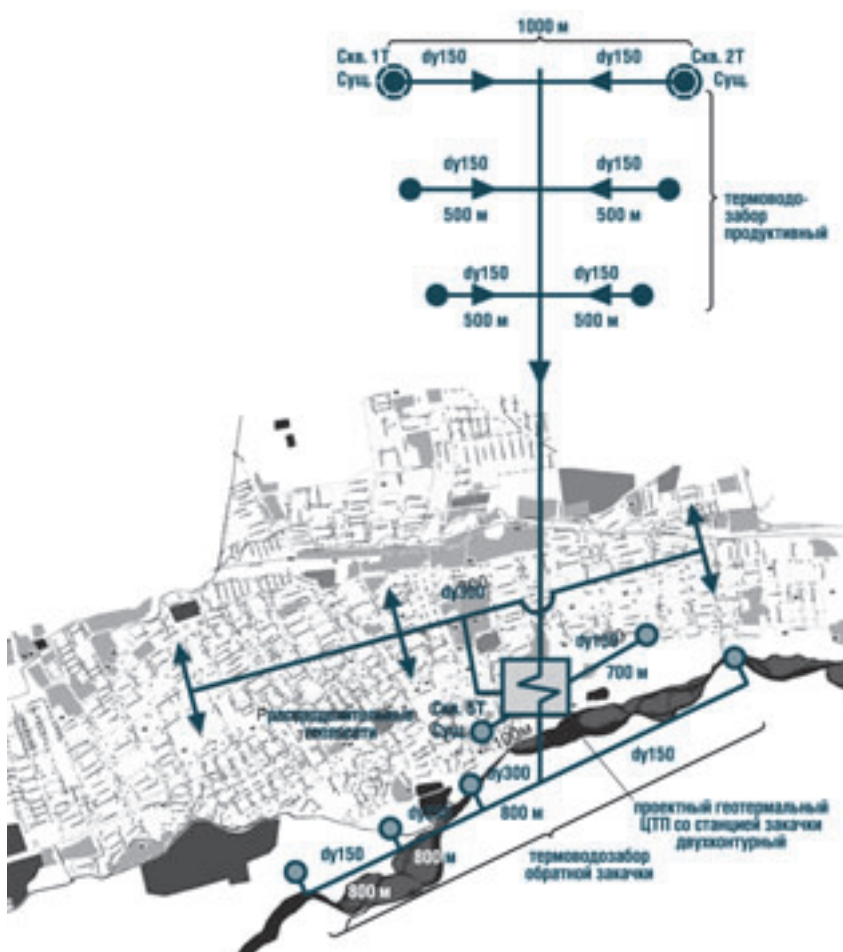 1000 м
Скв. 1Т
dy150
dy150
Скв. 2Т
Сущ.
Сущ.
dy150
dy150
500 м
500 м
термоводо-
забор
продуктивный
dy150
dy150
500 м
500 м
dy300
dy150
700 м
Скв. 5Т
Сущ.
100м
dy150
dy300
800 м
800 м
dy150
800 м
проектный геотермальный
ЦТП со станцией закачки
двухконтурный
термоводозабор
обратной закачки